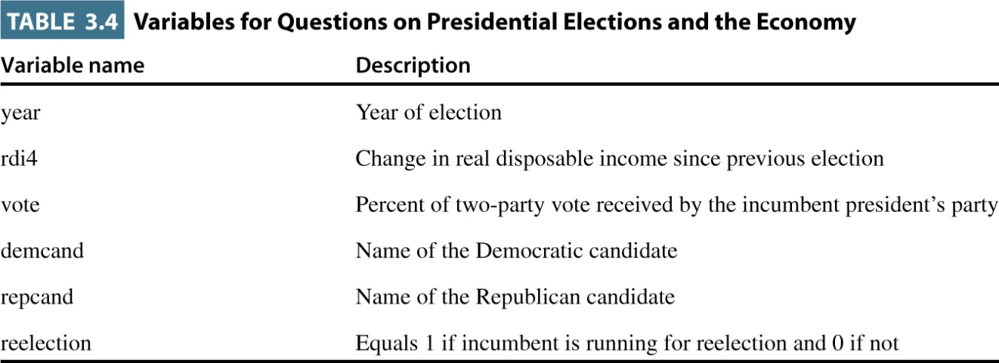 TABLE 3.4 Variables for Questions on Presidential Elections and the Economy
Variable name Description
year Year of election
rdi4 Change in real disposable income since previous election
vote Percent of two-party vote received by the incumbent president’s party
demcand Name of the Democratic candidate
repcand Name of the Republican candidate
reelection Equals 1 if incumbent is running for reelection and 0 if not